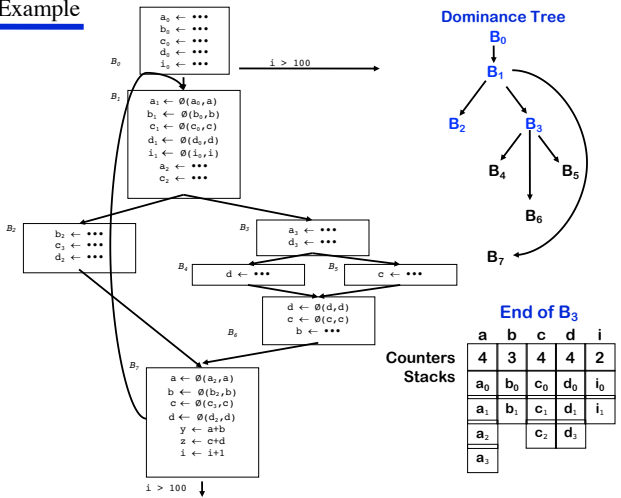 Example
a₀ ← •••
b₀ ← •••
c₀ ← •••
d₀ ← •••
i₀ ← •••
B₀
i > 100
B₁
a₁ ← Ø(a₀,a)
b₁ ← Ø(b₀,b)
c₁ ← Ø(c₀,c)
d₁ ← Ø(d₀,d)
i₁ ← Ø(i₀,i)
a₂ ← •••
c₂ ← •••
B₂
b₂ ← •••
c₃ ← •••
d₂ ← •••
B₃
a₃ ← •••
d₃ ← •••
B₄
d ← •••
B₅
c ← •••
d ← Ø(d,d)
c ← Ø(c,c)
b ← •••
B₆
B₇
a ← Ø(a₂,a)
b ← Ø(b₂,b)
c ← Ø(c₃,c)
d ← Ø(d₂,d)
y ← a+b
z ← c+d
i ← i+1
i > 100
Dominance Tree
B₀
B₁
B₂ B₃
B₄ B₅
B₆
B₇
End of B₃
a b c d i
Counters 4 3 4 4 2
Stacks a₀ b₀ c₀ d₀ i₀
a₁ b₁ c₁ d₁ i₁
a₂ c₂ d₃
a₃